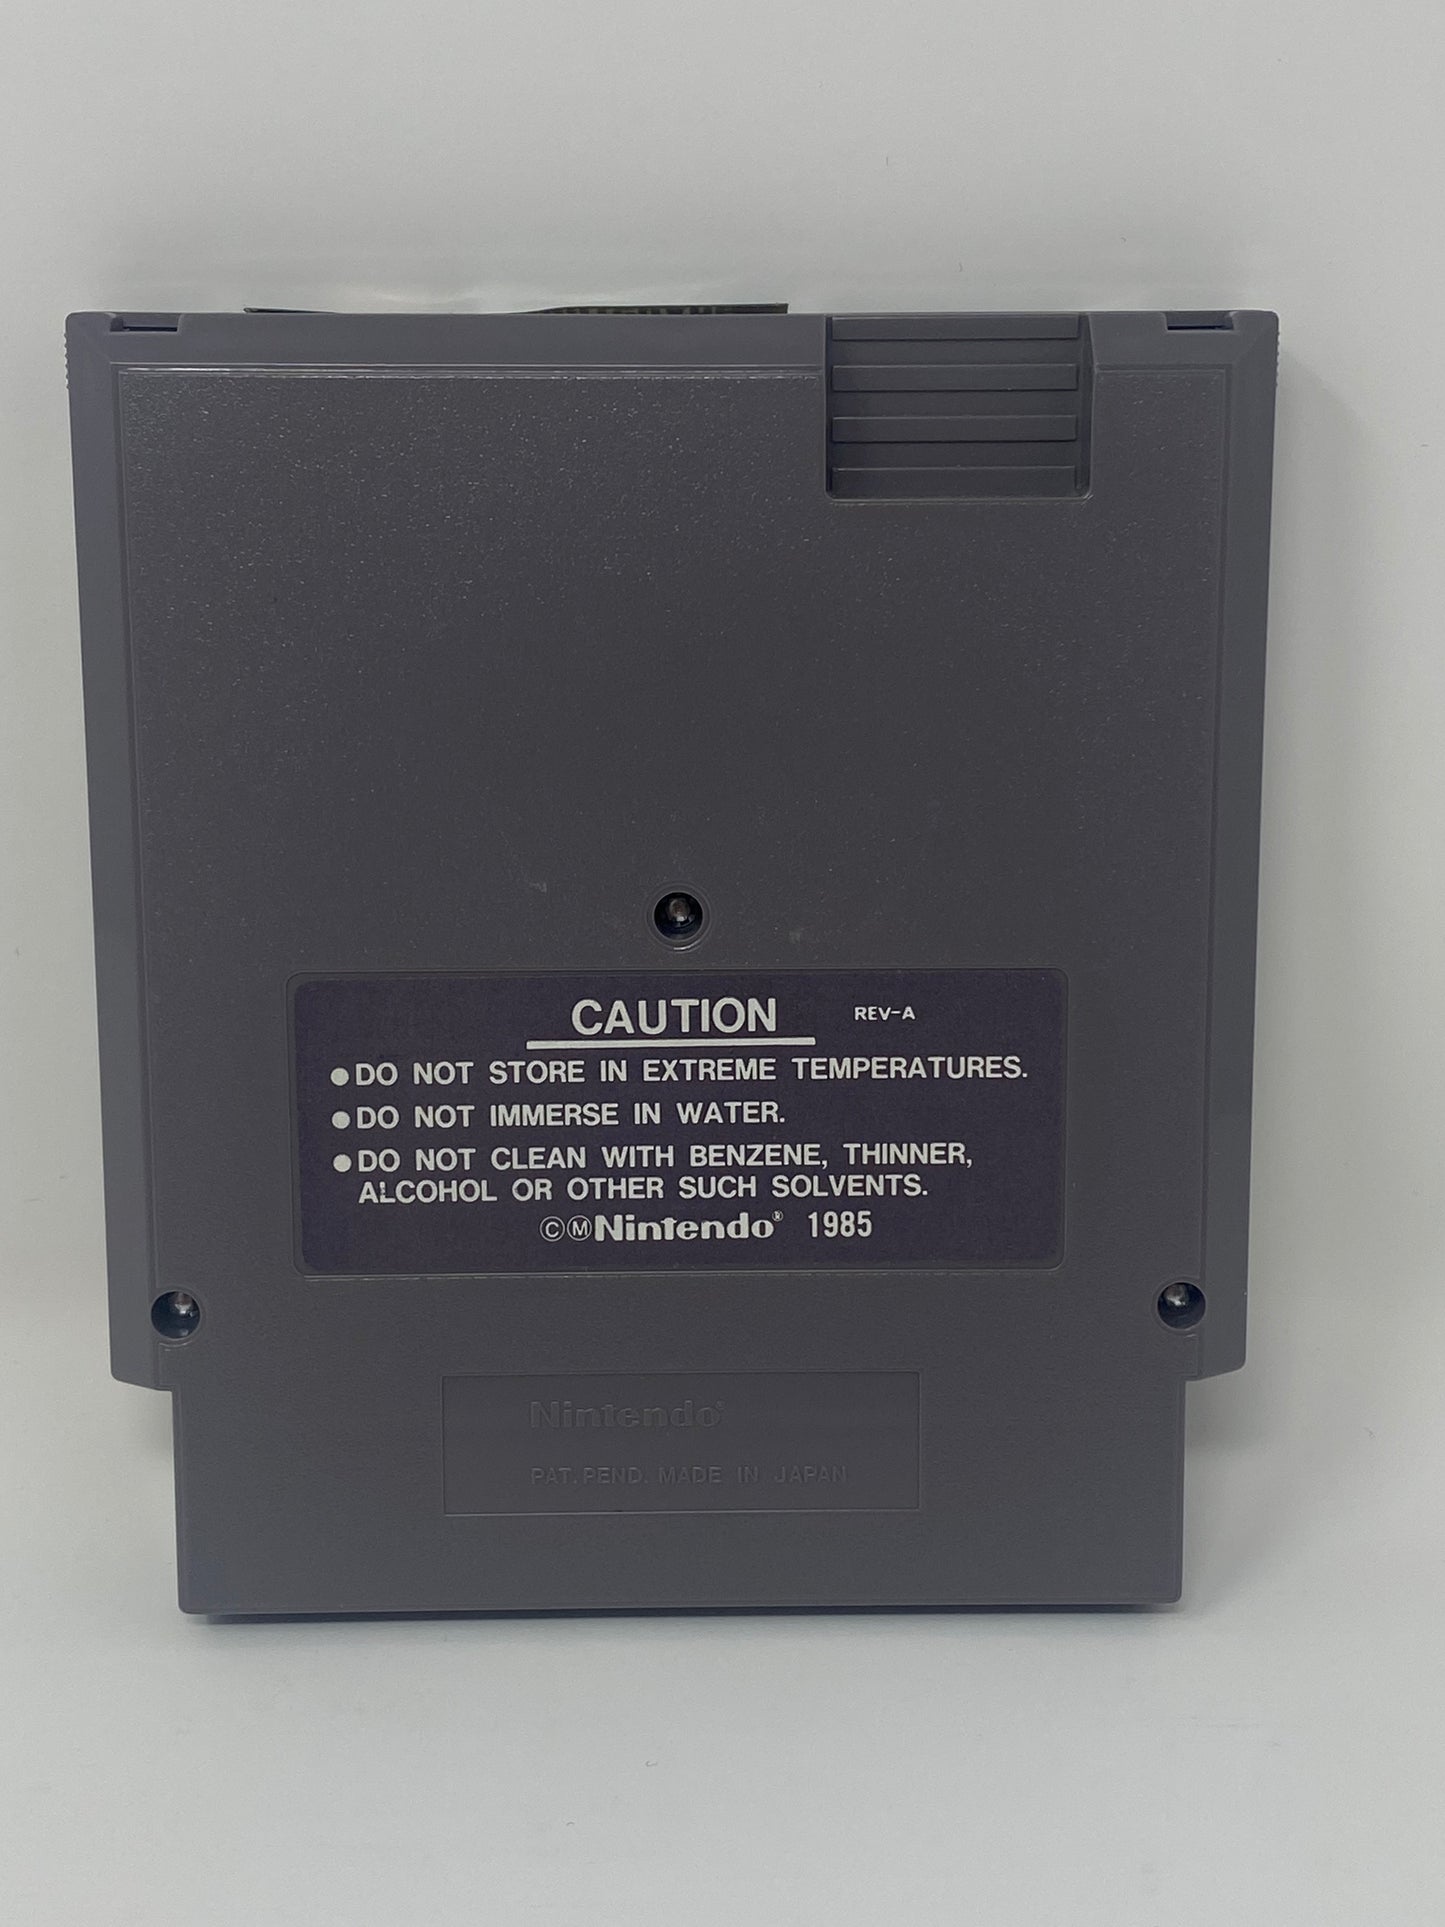 CAUTION REV-A
●DO NOT STORE IN EXTREME TEMPERATURES.
●DO NOT IMMERSE IN WATER.
●DO NOT CLEAN WITH BENZENE, THINNER,
ALCOHOL OR OTHER SUCH SOLVENTS.
©ⓂNintendo® 1985
Nintendo®
PAT. PEND. MADE IN JAPAN